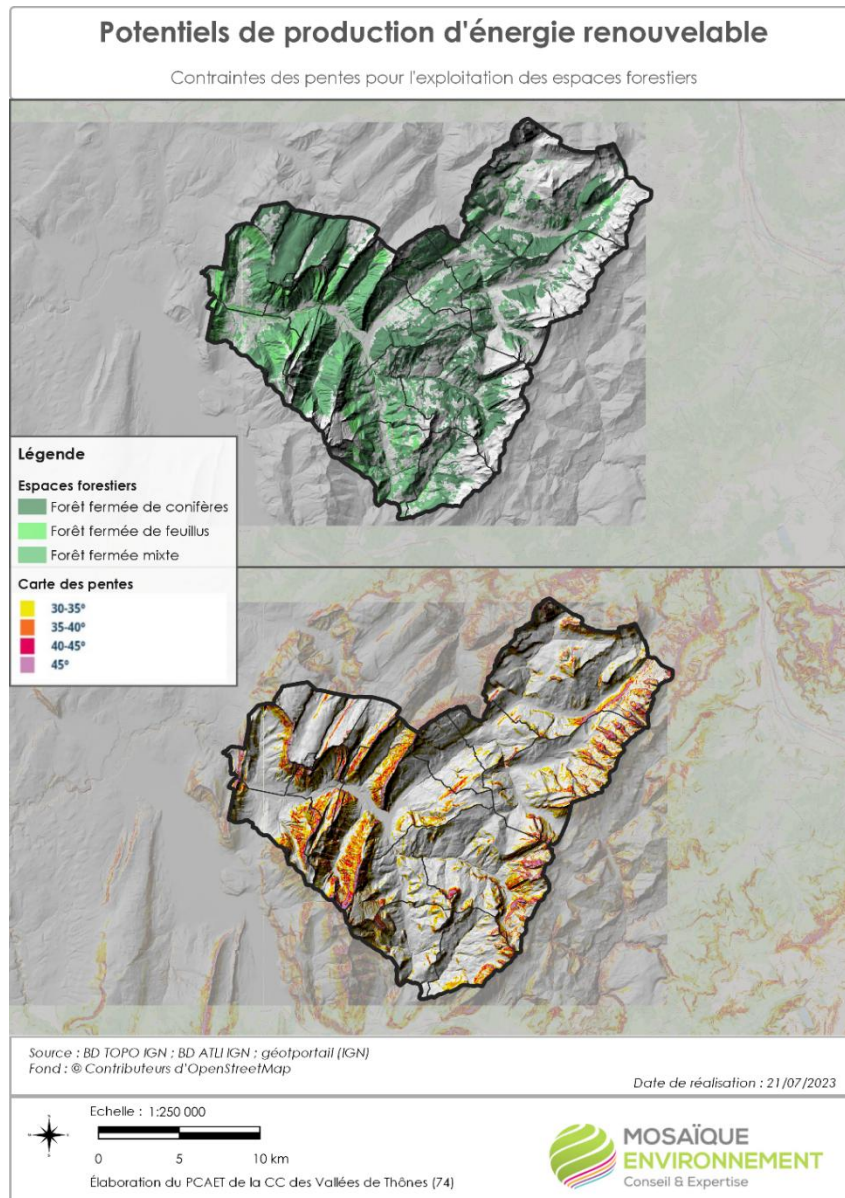 Potentiels de production d'énergie renouvelable
Contraintes des pentes pour l'exploitation des espaces forestiers
Légende
Espaces forestiers
Forêt fermée de conifères
Forêt fermée de feuillus
Forêt fermée mixte
Carte des pentes
30-35°
35-40°
40-45°
45°
Source : BD TOPO IGN ; BD ATLI IGN ; géotportail (IGN)
Fond : © Contributeurs d'OpenStreetMap
Date de réalisation : 21/07/2023
Echelle : 1:250 000
0 5 10 km
Élaboration du PCAET de la CC des Vallées de Thônes (74)
MOSAÏQUE
ENVIRONNEMENT
Conseil & Expertise